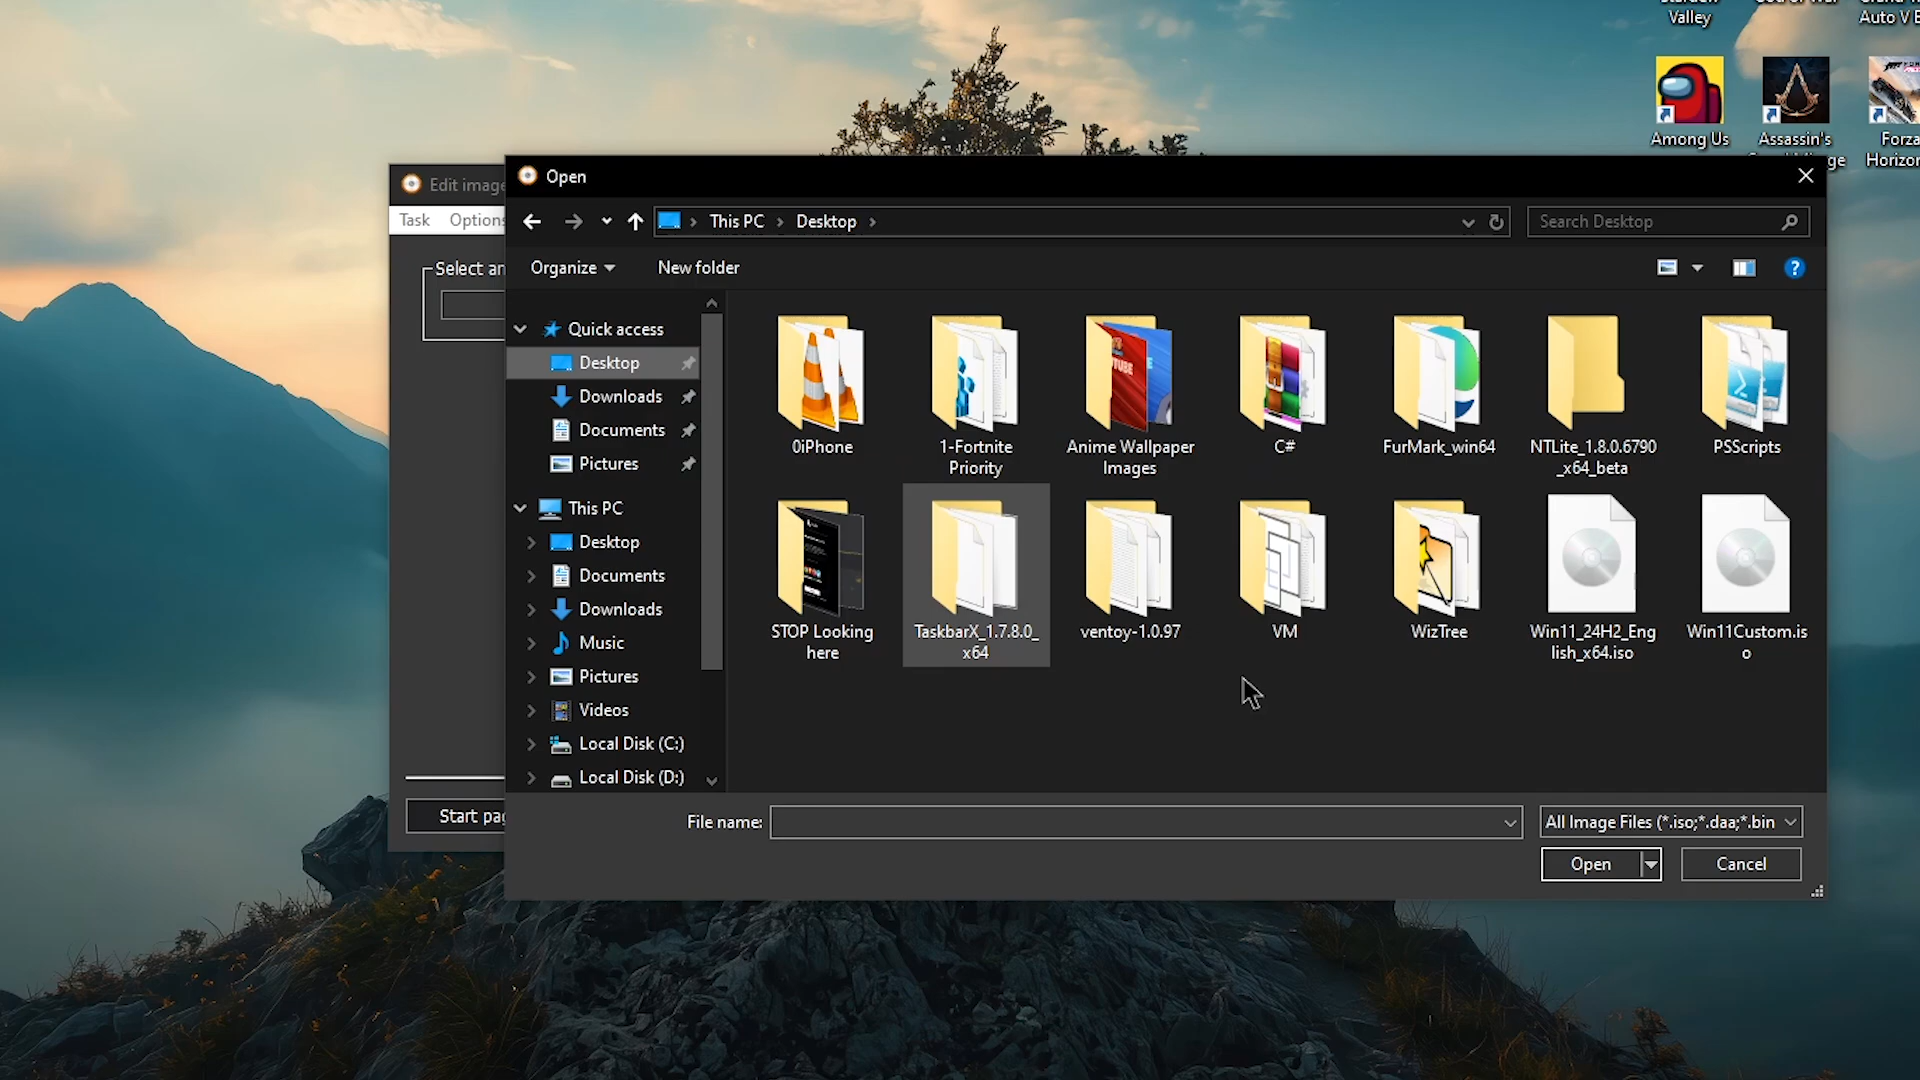 Valley
Auto V E
Among Us
Assassin's
Forza
Horizon
Edit image
Open
Task Options
This PC
Desktop
Search Desktop
Select an
Organize
New folder
Quick access
Desktop
Downloads
Documents
Pictures
This PC
Desktop
Documents
Downloads
Music
Pictures
Videos
Local Disk (C:)
Local Disk (D:)
0iPhone
1-Fortnite
Priority
Anime Wallpaper
Images
C#
FurMark_win64
NTLite_1.8.0.6790
_x64_beta
PSScripts
STOP Looking
here
TaskbarX_1.7.8.0_
x64
ventoy-1.0.97
VM
WizTree
Win11_24H2_Eng
lish_x64.iso
Win11Custom.is
o
Start pag
File name:
All Image Files (*.iso;*.daa;*.bin
Open
Cancel